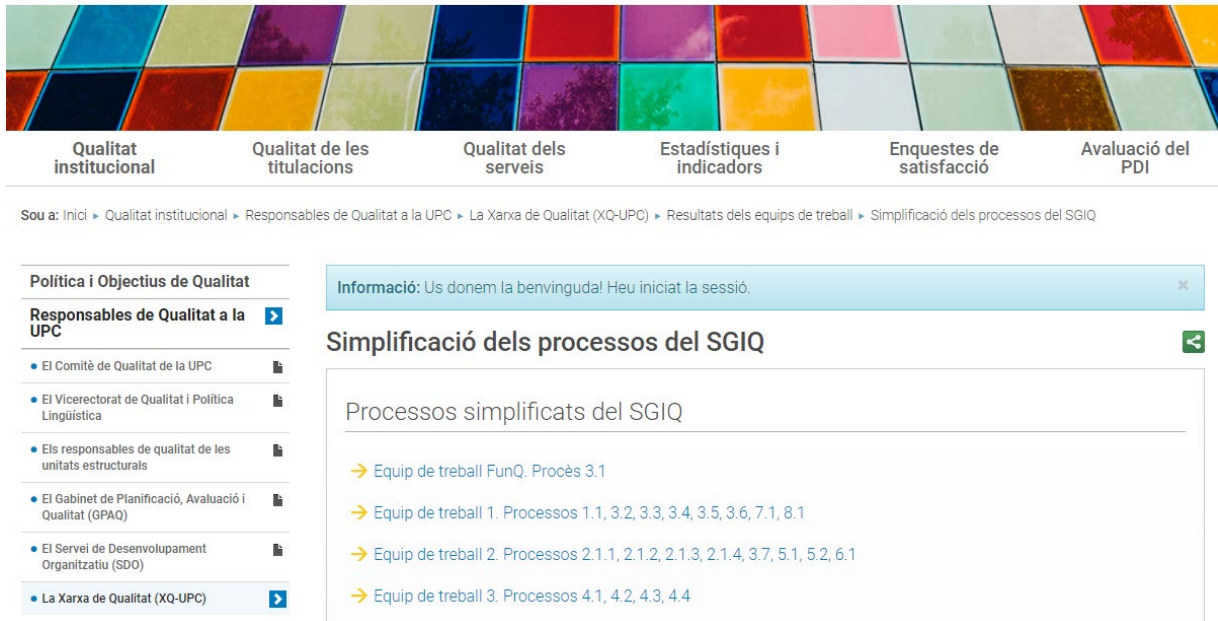 Qualitat institucional
Qualitat de les titulacions
Qualitat dels serveis
Estadístiques i indicadors
Enquestes de satisfacció
Avaluació del PDI
Sou a: Inici ▸ Qualitat institucional ▸ Responsables de Qualitat a la UPC ▸ La Xarxa de Qualitat (XQ-UPC) ▸ Resultats dels equips de treball ▸ Simplificació dels processos del SGIQ
Política i Objectius de Qualitat
Responsables de Qualitat a la
UPC
El Comitè de Qualitat de la UPC
El Vicerectorat de Qualitat i Política
Lingüística
Els responsables de qualitat de les
unitats estructurals
El Gabinet de Planificació, Avaluació i
Qualitat (GPAQ)
El Servei de Desenvolupament
Organitzatiu (SDO)
La Xarxa de Qualitat (XQ-UPC)
Informació: Us donem la benvinguda! Heu iniciat la sessió.
×
Simplificació dels processos del SGIQ
Processos simplificats del SGIQ
→ Equip de treball FunQ. Procès 3.1
→ Equip de treball 1. Processos 1.1, 3.2, 3.3, 3.4, 3.5, 3.6, 7.1, 8.1
→ Equip de treball 2. Processos 2.1.1, 2.1.2, 2.1.3, 2.1.4, 3.7, 5.1, 5.2, 6.1
→ Equip de treball 3. Processos 4.1, 4.2, 4.3, 4.4